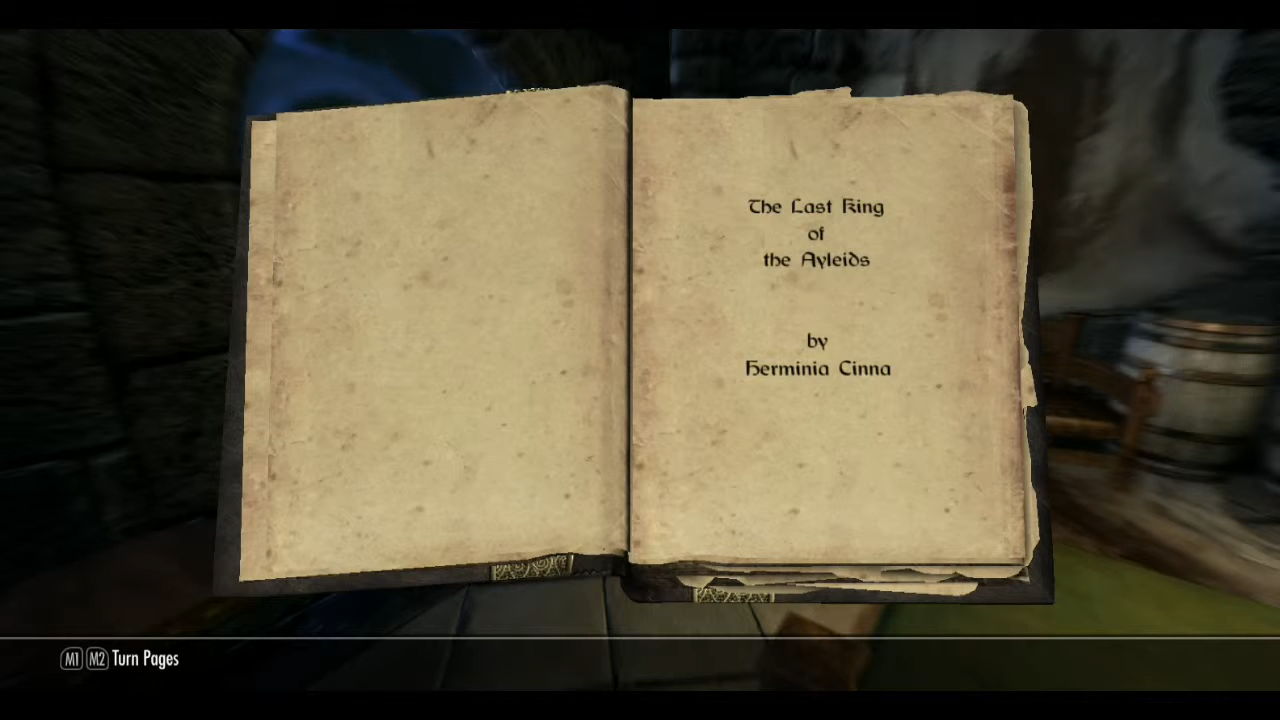 The Last King
of
the Ayleids
by
Herminia Cinna
M1 M2 Turn Pages